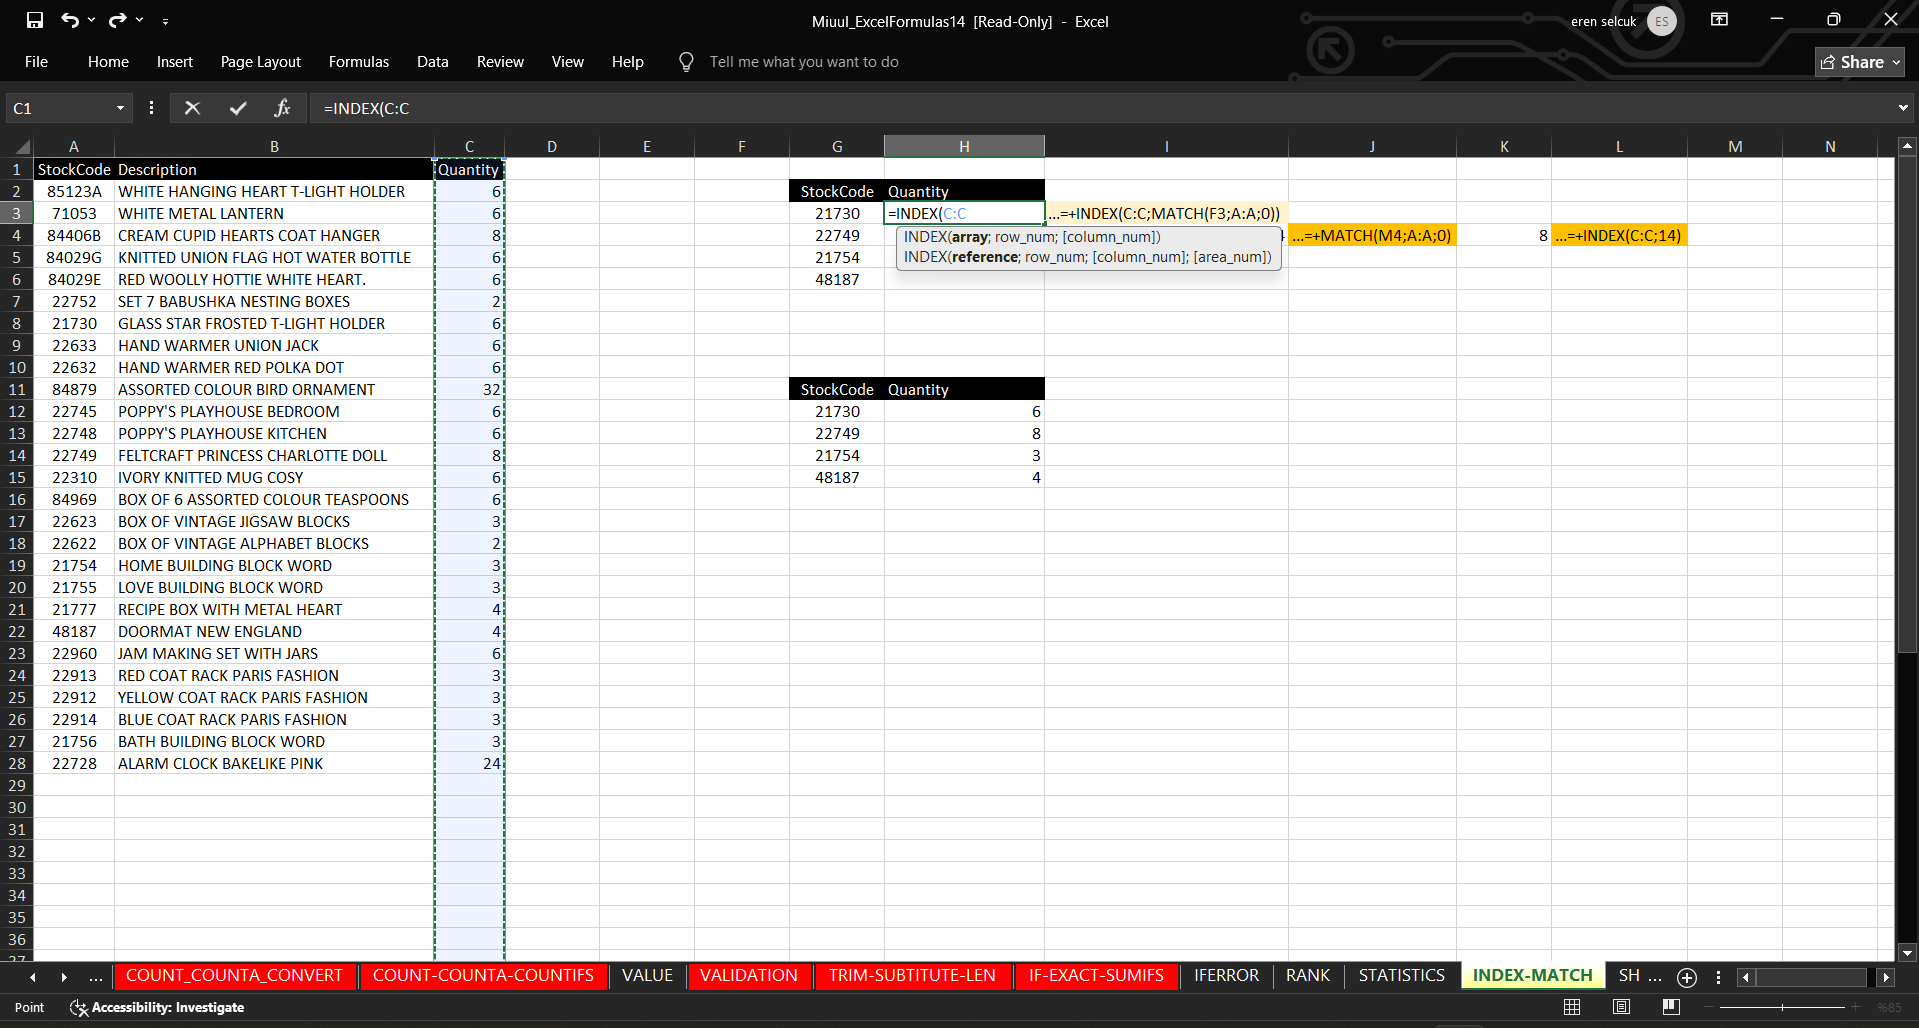 Miuul_ExcelFormulas14 [Read-Only] - Excel
eren selcuk ES
File Home Insert Page Layout Formulas Data Review View Help Tell me what you want to do
Share
C1 fx =INDEX(C:C
A B C D E F G H I J K L M N
1 StockCode Description Quantity
2 85123A WHITE HANGING HEART T-LIGHT HOLDER 6 StockCode Quantity
3 71053 WHITE METAL LANTERN 6 21730 =INDEX(C:C ...=+INDEX(C:C;MATCH(F3;A:A;0))
4 84406B CREAM CUPID HEARTS COAT HANGER 8 22749 INDEX(array; row_num; [column_num]) 4 ...=+MATCH(M4;A:A;0) 8 ...=+INDEX(C:C;14)
5 84029G KNITTED UNION FLAG HOT WATER BOTTLE 6 21754 INDEX(reference; row_num; [column_num]; [area_num])
6 84029E RED WOOLLY HOTTIE WHITE HEART. 6 48187
7 22752 SET 7 BABUSHKA NESTING BOXES 2
8 21730 GLASS STAR FROSTED T-LIGHT HOLDER 6
9 22633 HAND WARMER UNION JACK 6
10 22632 HAND WARMER RED POLKA DOT 6
11 84879 ASSORTED COLOUR BIRD ORNAMENT 32 StockCode Quantity
12 22745 POPPY'S PLAYHOUSE BEDROOM 6 21730 6
13 22748 POPPY'S PLAYHOUSE KITCHEN 6 22749 8
14 22749 FELTCRAFT PRINCESS CHARLOTTE DOLL 8 21754 3
15 22310 IVORY KNITTED MUG COSY 6 48187 4
16 84969 BOX OF 6 ASSORTED COLOUR TEASPOONS 6
17 22623 BOX OF VINTAGE JIGSAW BLOCKS 3
18 22622 BOX OF VINTAGE ALPHABET BLOCKS 2
19 21754 HOME BUILDING BLOCK WORD 3
20 21755 LOVE BUILDING BLOCK WORD 3
21 21777 RECIPE BOX WITH METAL HEART 4
22 48187 DOORMAT NEW ENGLAND 4
23 22960 JAM MAKING SET WITH JARS 6
24 22913 RED COAT RACK PARIS FASHION 3
25 22912 YELLOW COAT RACK PARIS FASHION 3
26 22914 BLUE COAT RACK PARIS FASHION 3
27 21756 BATH BUILDING BLOCK WORD 3
28 22728 ALARM CLOCK BAKELIKE PINK 24
29
30
31
32
33
34
35
36
37
... COUNT_COUNTA_CONVERT COUNT-COUNTA-COUNTIFS VALUE VALIDATION TRIM-SUBTITUTE-LEN IF-EXACT-SUMIFS IFERROR RANK STATISTICS INDEX-MATCH SH ...
Point Accessibility: Investigate %85